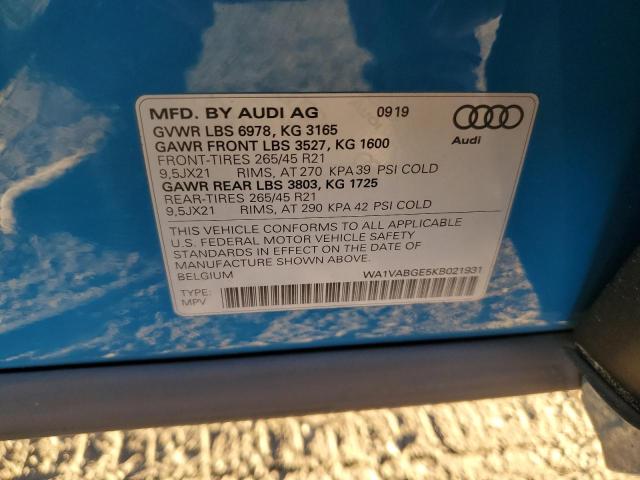 MFD. BY AUDI AG 09 19
GVWR LBS 6978, KG 3165
GAWR FRONT LBS 3527, KG 1600
FRONT-TIRES 265/45 R21
9,5JX21 RIMS, AT 270 KPA 39 PSI COLD
GAWR REAR LBS 3803, KG 1725
REAR-TIRES 265/45 R21
9,5JX21 RIMS, AT 290 KPA 42 PSI COLD
Audi
THIS VEHICLE CONFORMS TO ALL APPLICABLE
U.S. FEDERAL MOTOR VEHICLE SAFETY
STANDARDS IN EFFECT ON THE DATE OF
MANUFACTURE SHOWN ABOVE.
BELGIUM WA1VABGE5KB021931
TYPE:
MPV